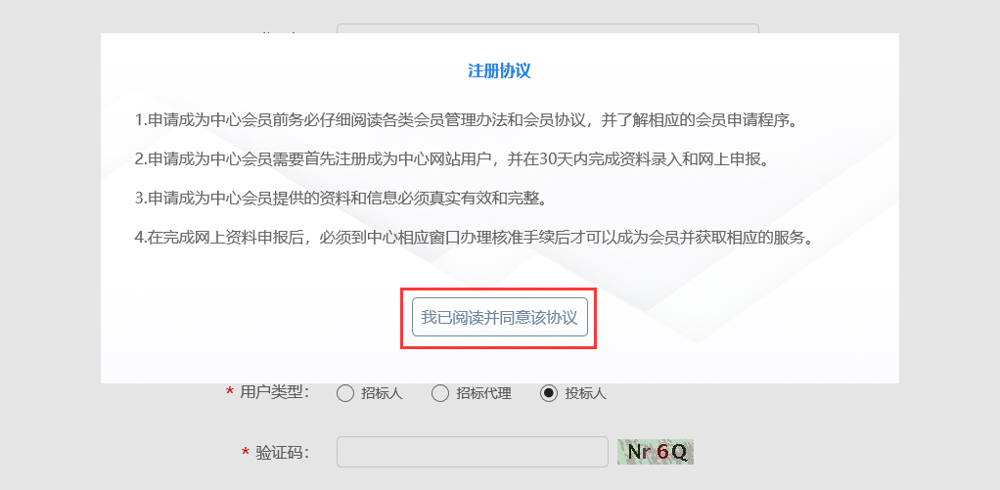 注册协议
1.申请成为中心会员前务必仔细阅读各类会员管理办法和会员协议，并了解相应的会员申请程序。
2.申请成为中心会员需要首先注册成为中心网站用户，并在30天内完成资料录入和网上申报。
3.申请成为中心会员提供的资料和信息必须真实有效和完整。
4.在完成网上资料申报后，必须到中心相应窗口办理核准手续后才可以成为会员并获取相应的服务。
我已阅读并同意该协议
* 用户类型： 招标人 招标代理 投标人
* 验证码： Nr6Q